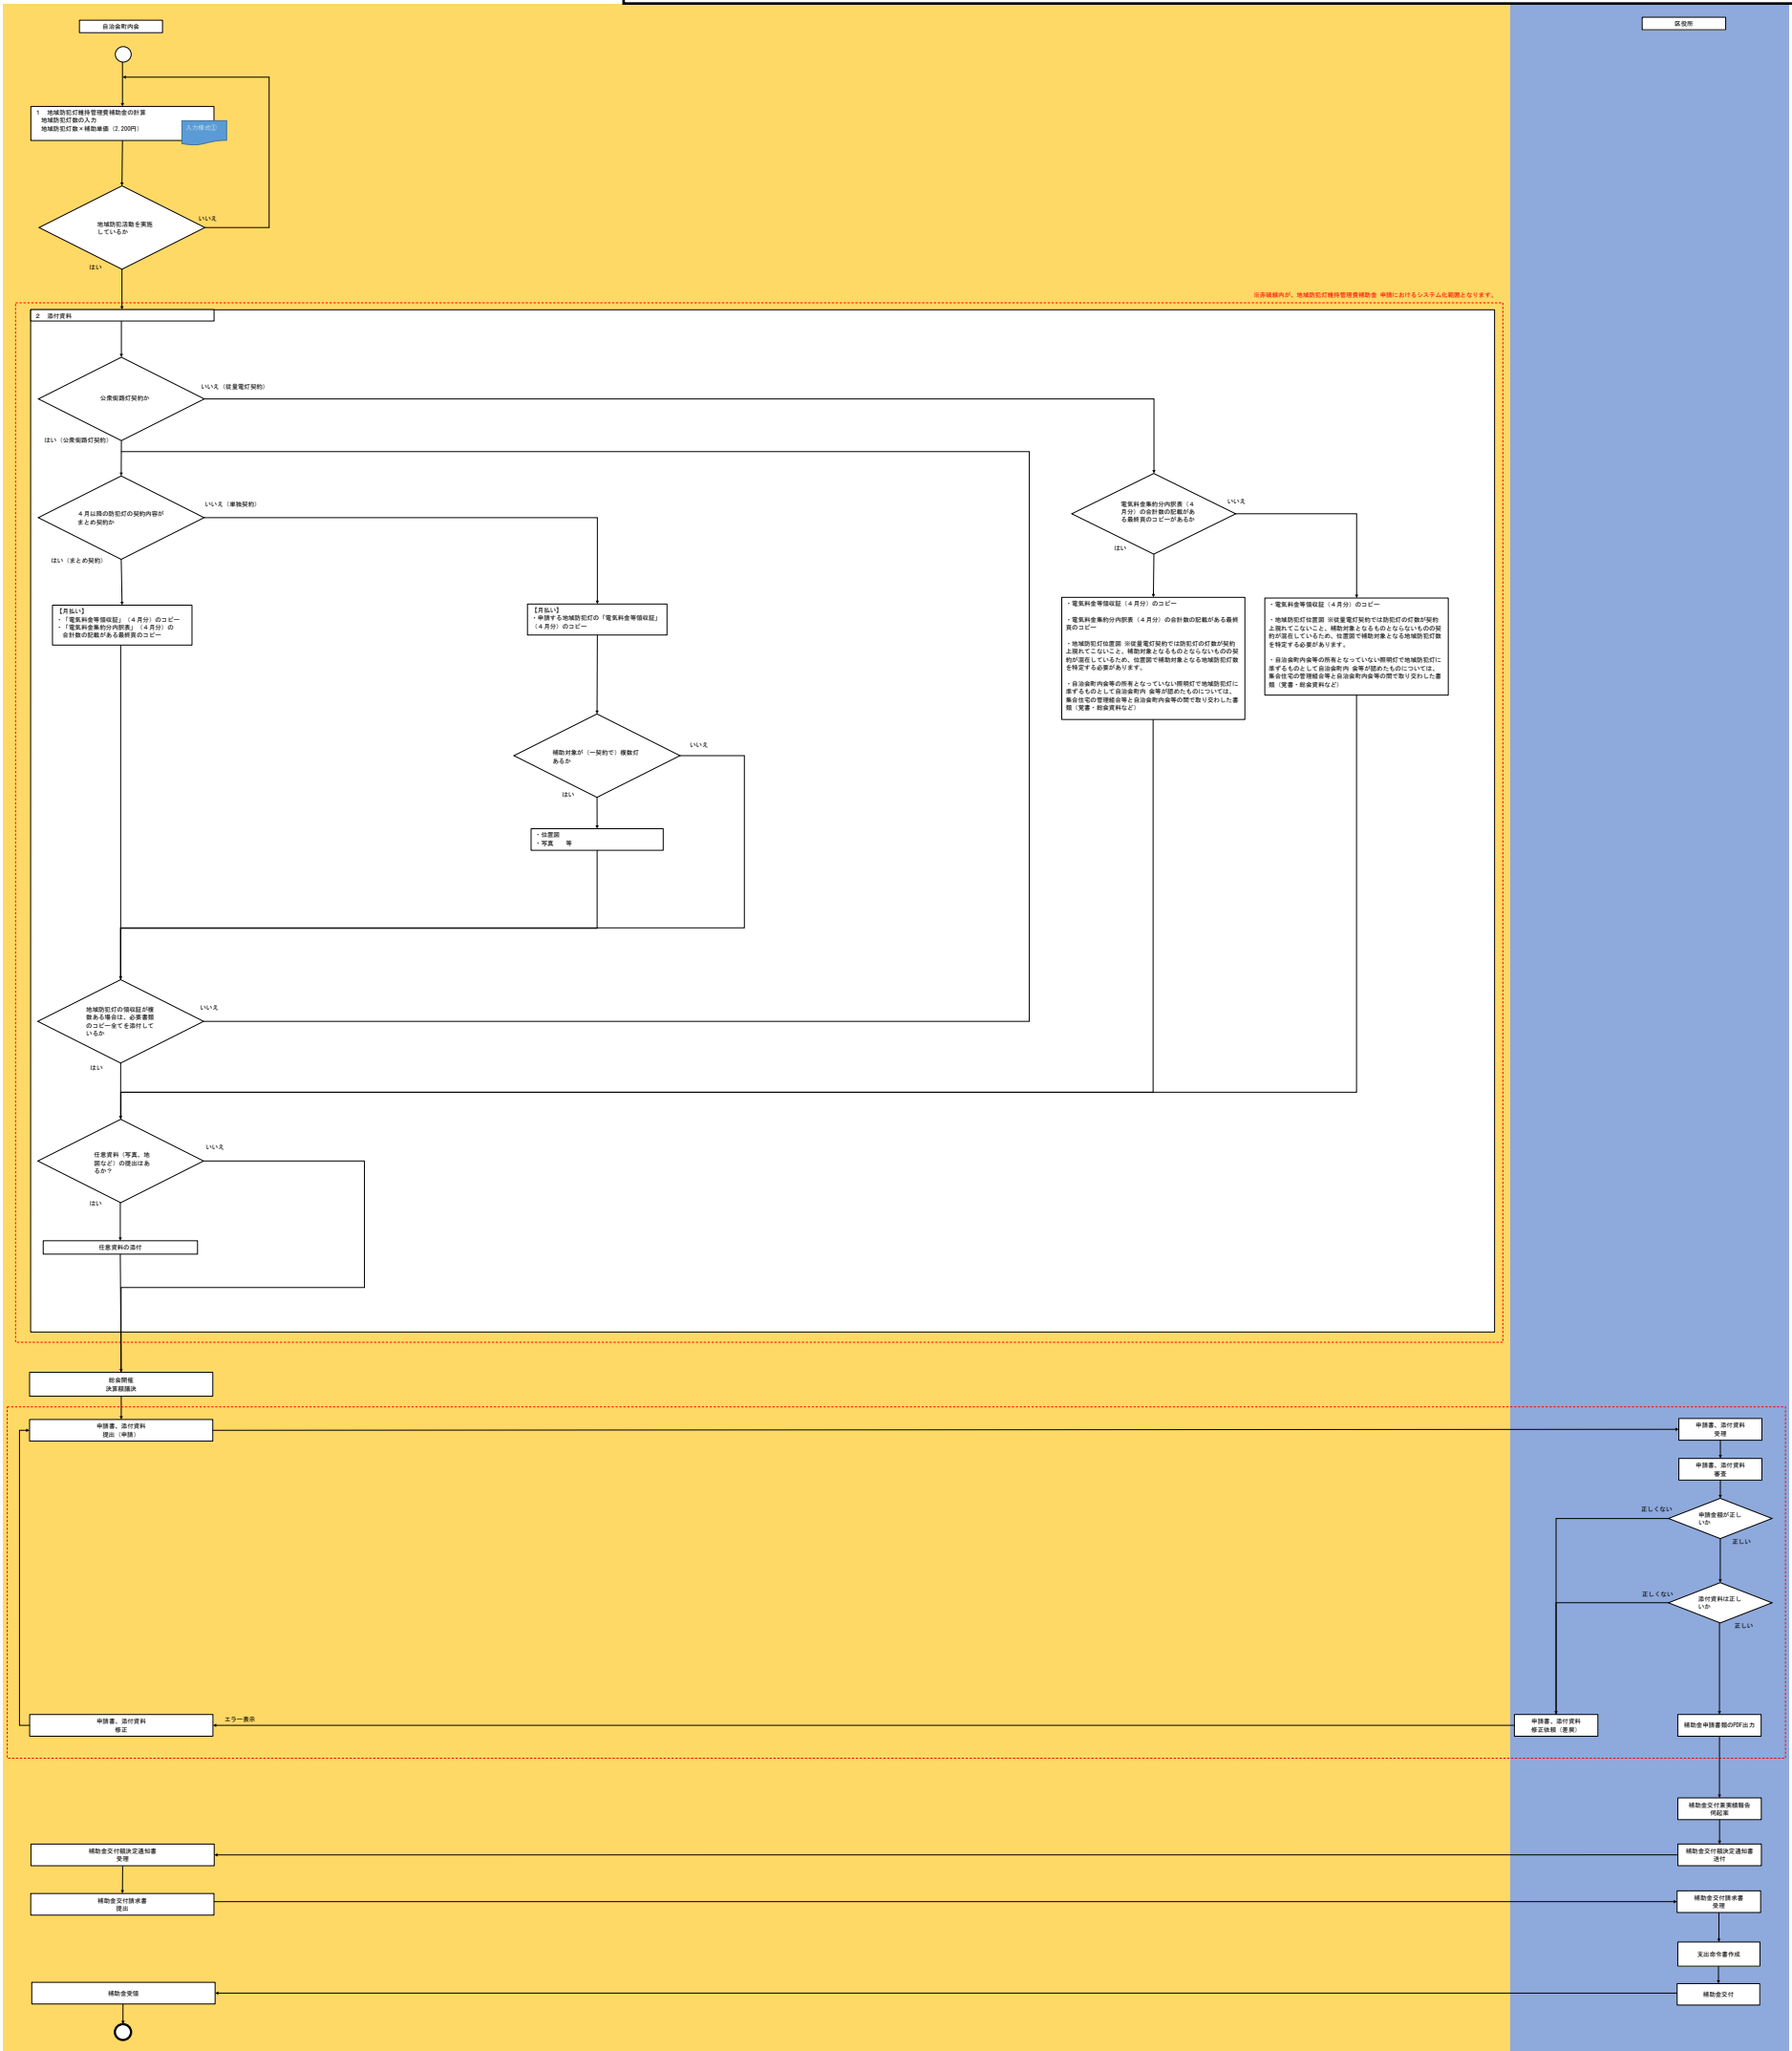 自治会町内会
区役所
1　地域防犯灯維持管理費補助金の計算
地域防犯灯数の入力
地域防犯灯数×補助単価（2,200円）
入力様式①
地域防犯活動を実施
しているか
いいえ
はい
※赤破線内が、地域防犯灯維持管理費補助金 申請におけるシステム化範囲となります。
2　添付資料
公衆街路灯契約か
いいえ（従量電灯契約）
はい（公衆街路灯契約）
４月以降の防犯灯の契約内容が
まとめ契約か
いいえ（単独契約）
はい（まとめ契約）
電気料金集約分内訳表（４
月分）の合計数の記載があ
る最終頁のコピーがあるか
いいえ
はい
【月払い】
・「電気料金等領収証」（４月分）のコピー
・「電気料金集約分内訳表」（４月分）の
合計数の記載がある最終頁のコピー
【月払い】
・申請する地域防犯灯の「電気料金等領収証」
（４月分）のコピー
・電気料金等領収証（４月分）のコピー
・電気料金集約分内訳表（４月分）の合計数の記載がある最終
頁のコピー
・地域防犯灯位置図 ※従量電灯契約では防犯灯の灯数が契約
上現れてこないこと、補助対象となるものとならないものの契
約が混在しているため、位置図で補助対象となる地域防犯灯数
を特定する必要があります。
・自治会町内会等の所有となっていない照明灯で地域防犯灯に
準ずるものとして自治会町内 会等が認めたものについては、
集合住宅の管理組合等と自治会町内会等の間で取り交わした書
類（覚書・総会資料など）
・電気料金等領収証（４月分）のコピー
・地域防犯灯位置図 ※従量電灯契約では防犯灯の灯数が契約
上現れてこないこと、補助対象となるものとならないものの契
約が混在しているため、位置図で補助対象となる地域防犯灯数
を特定する必要があります。
・自治会町内会等の所有となっていない照明灯で地域防犯灯に
準ずるものとして自治会町内 会等が認めたものについては、
集合住宅の管理組合等と自治会町内会等の間で取り交わした書
類（覚書・総会資料など）
補助対象が（一契約で）複数灯
あるか
いいえ
はい
・位置図
・写真　　等
地域防犯灯の領収証が複
数ある場合は、必要書類
のコピー全てを添付して
いるか
いいえ
はい
任意資料（写真、地
図など）の提出はあ
るか？
いいえ
はい
任意資料の添付
総会開催
決算額議決
申請書、添付資料
提出（申請）
申請書、添付資料
受理
申請書、添付資料
審査
正しくない
申請金額が正し
いか
正しい
正しくない
添付資料は正し
いか
正しい
申請書、添付資料
修正
エラー表示
申請書、添付資料
修正依頼（差戻）
補助金申請書類のPDF出力
補助金交付兼実績報告
伺起案
補助金交付額決定通知書
受理
補助金交付額決定通知書
送付
補助金交付請求書
提出
補助金交付請求書
受理
支出命令書作成
補助金受領
補助金交付